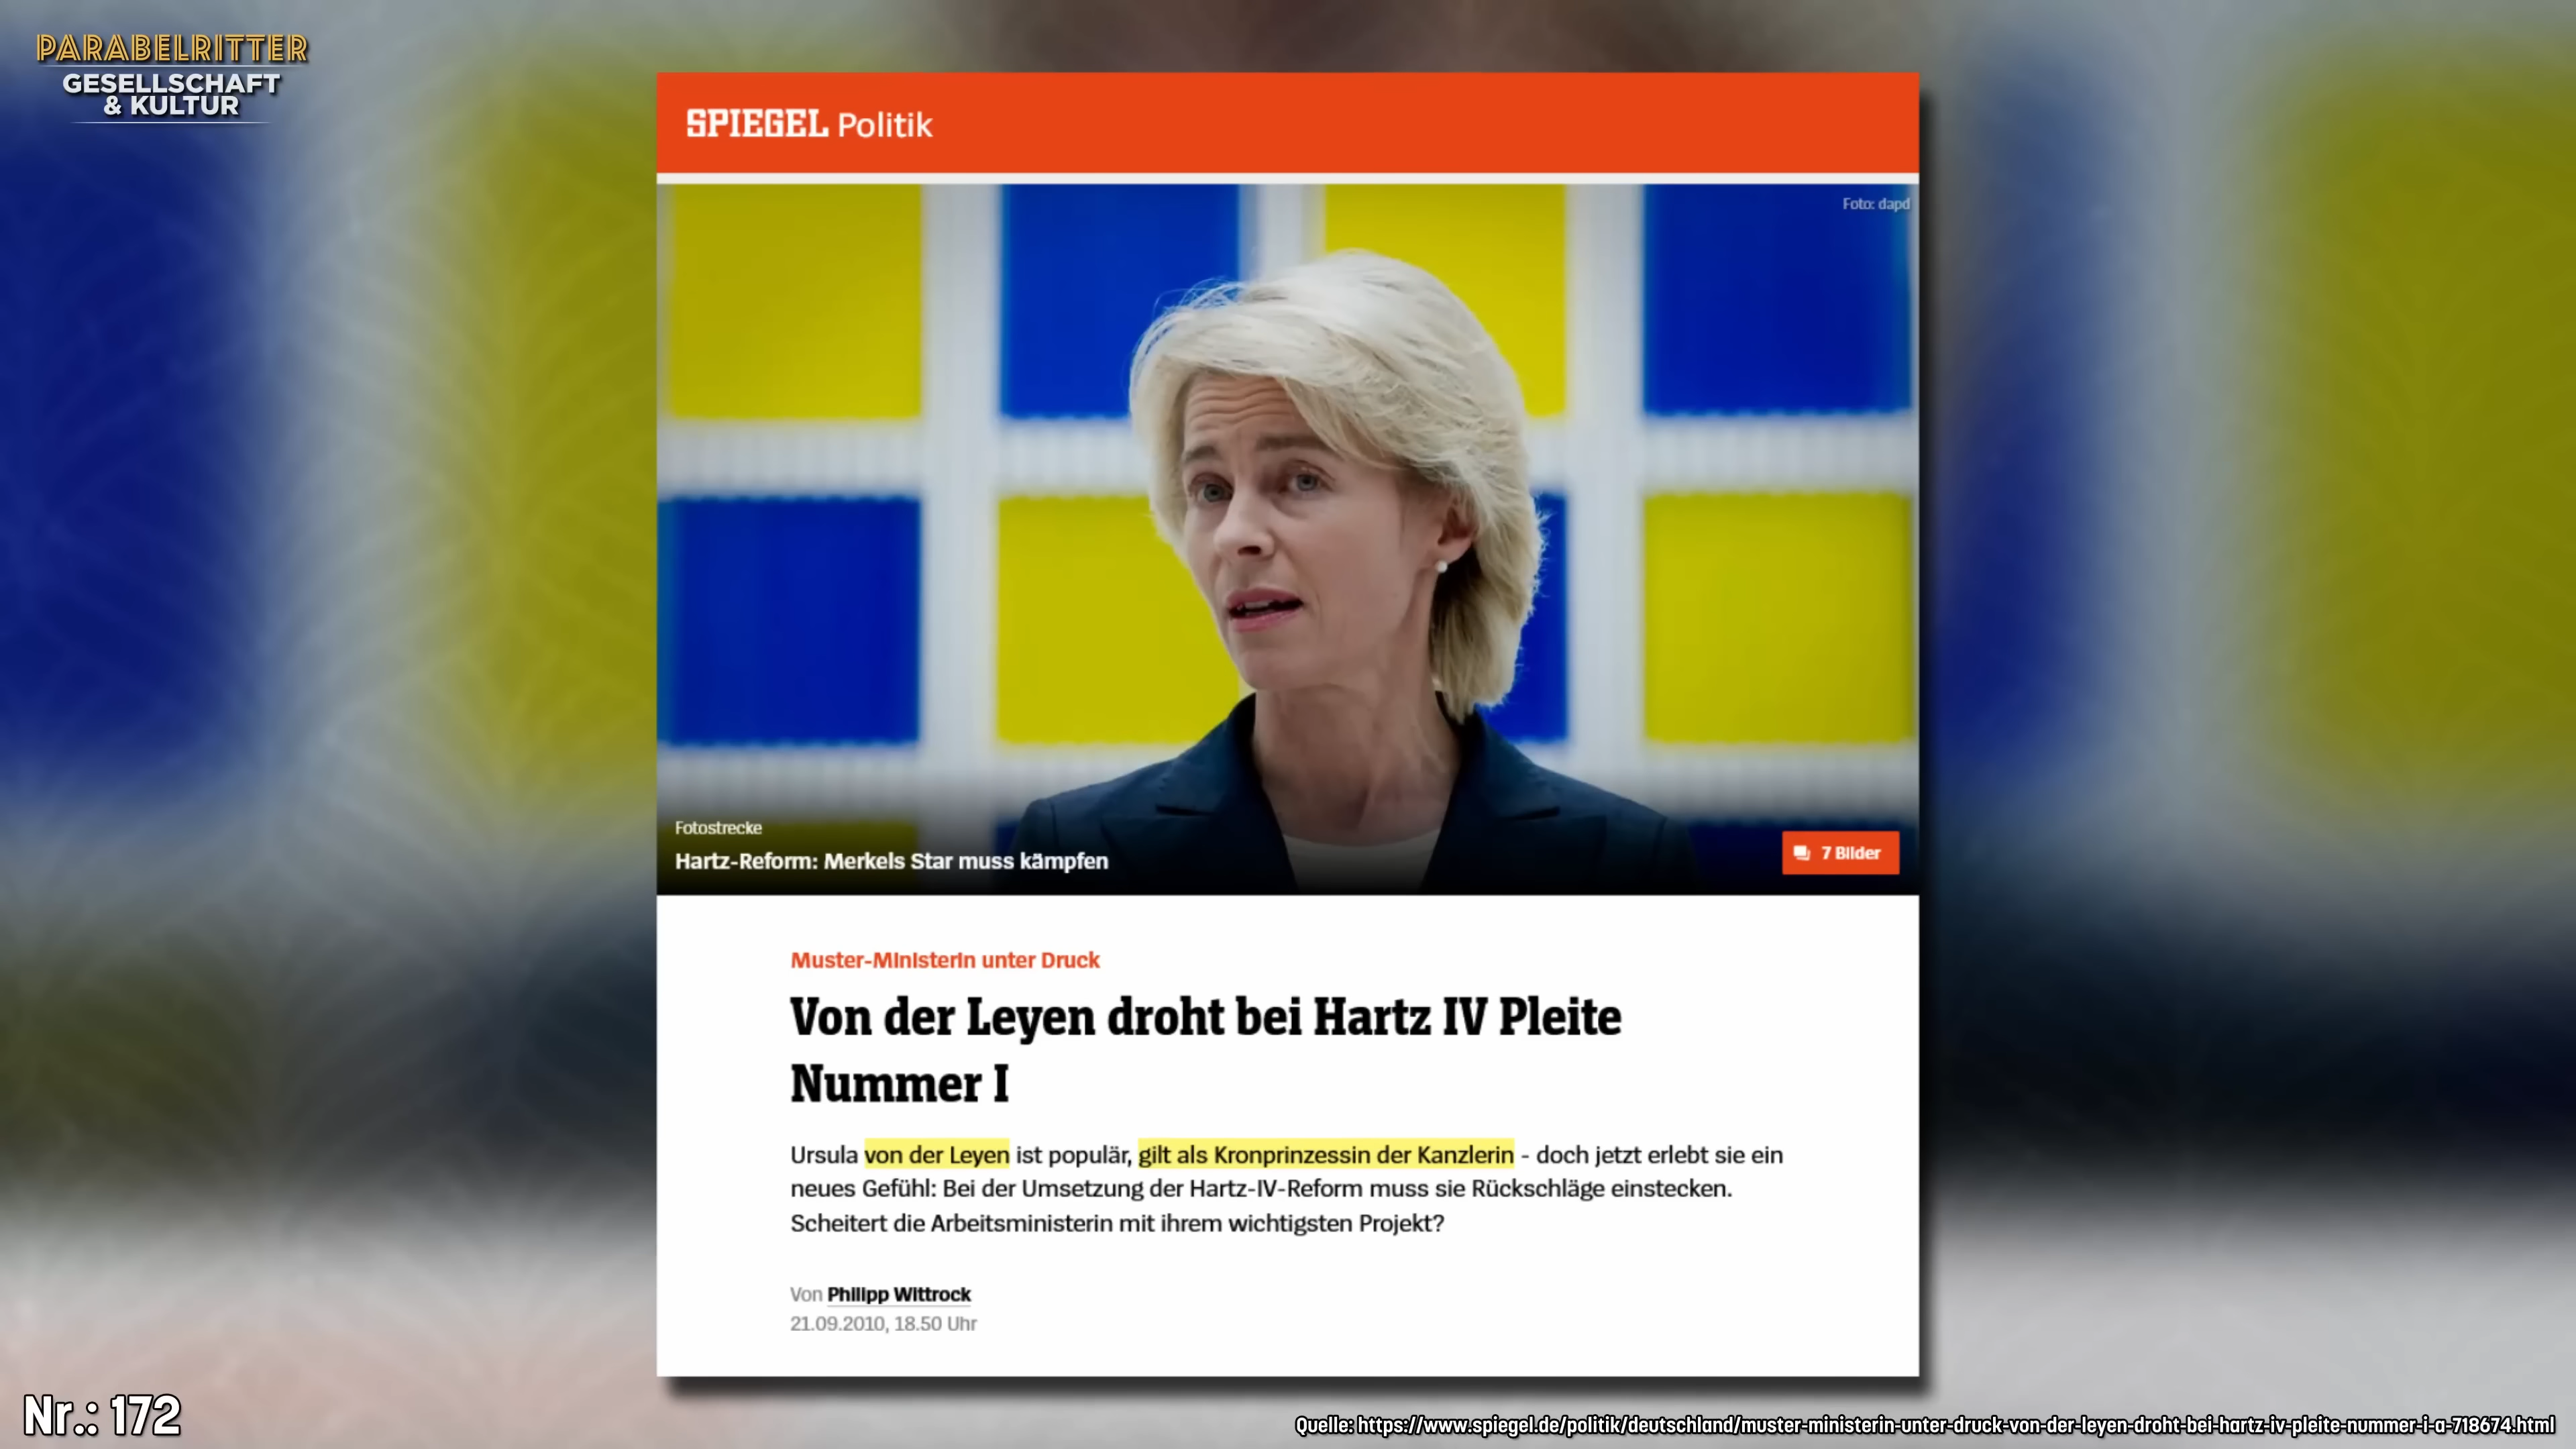 PARABELRITTER
GESELLSCHAFT
& KULTUR
SPIEGEL Politik
Foto: dapd
Fotostrecke
Hartz-Reform: Merkels Star muss kämpfen
7 Bilder
Muster-Ministerin unter Druck
Von der Leyen droht bei Hartz IV Pleite
Nummer I
Ursula von der Leyen ist populär, gilt als Kronprinzessin der Kanzlerin - doch jetzt erlebt sie ein
neues Gefühl: Bei der Umsetzung der Hartz-IV-Reform muss sie Rückschläge einstecken.
Scheitert die Arbeitsministerin mit ihrem wichtigsten Projekt?
Von Philipp Wittrock
21.09.2010, 18.50 Uhr
Nr.: 172
Quelle: https://www.spiegel.de/politik/deutschland/muster-ministerin-unter-druck-von-der-leyen-droht-bei-hartz-iv-pleite-nummer-i-a-718674.html